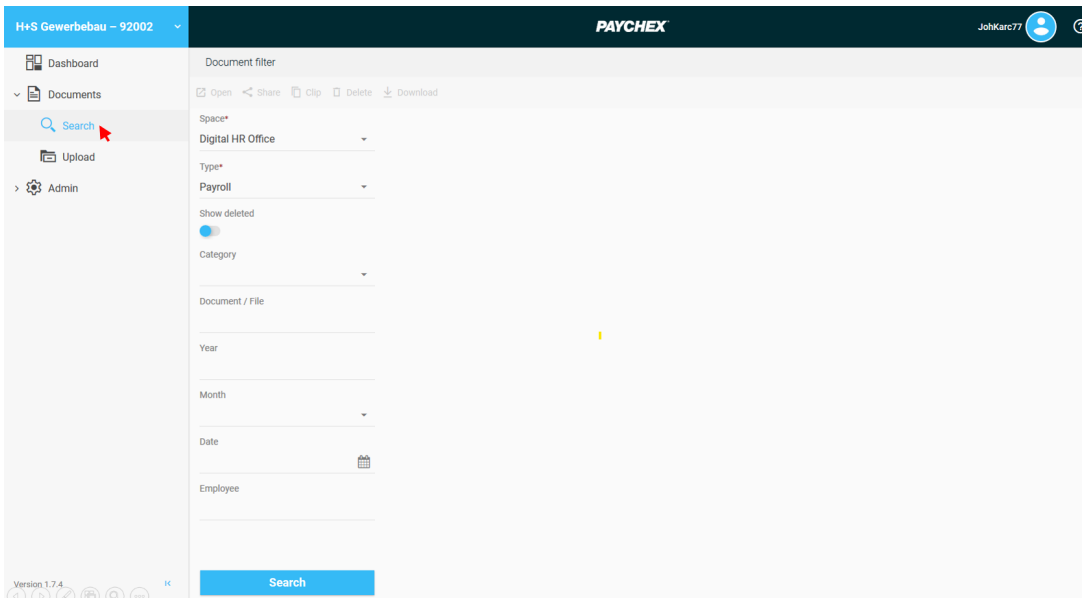 H+S Gewerbebau – 92002
PAYCHEX
JohKarc77
Dashboard
Documents
Search
Upload
Admin
Version 1.7.4
Document filter
Open Share Clip Delete Download
Space*
Digital HR Office
Type*
Payroll
Show deleted
Category
Document / File
Year
Month
Date
Employee
Search